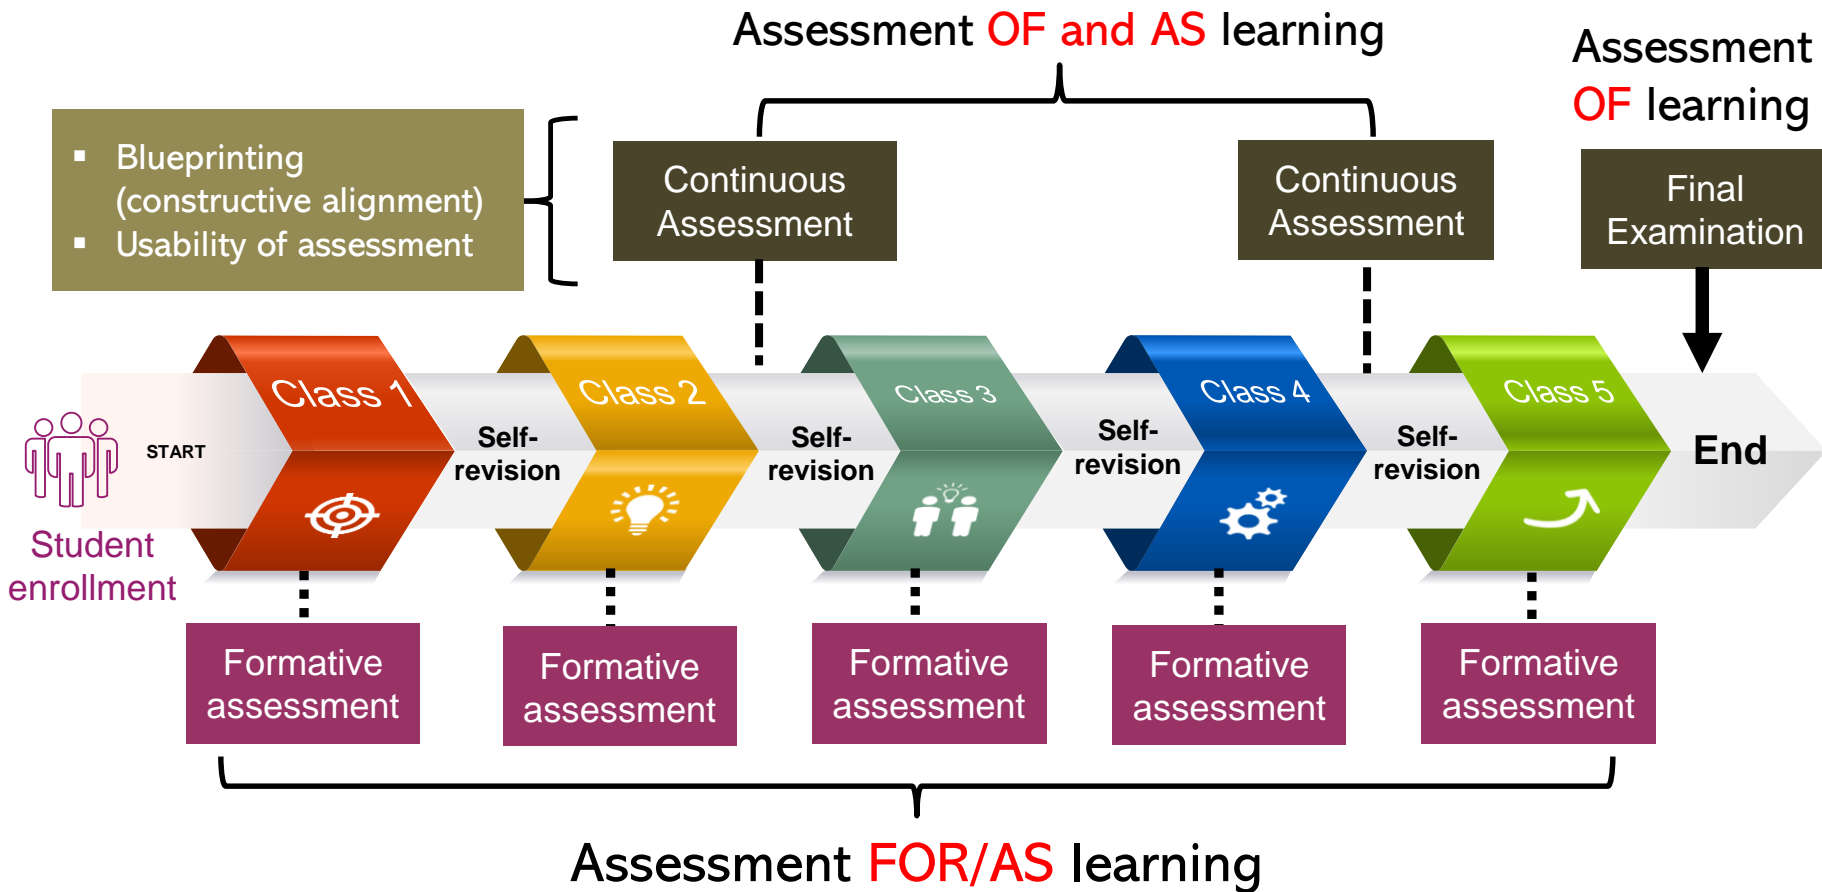 Assessment OF and AS learning
Assessment
OF learning
▪ Blueprinting
(constructive alignment)
▪ Usability of assessment
Continuous
Assessment
Continuous
Assessment
Final
Examination
Class 1
Class 2
Class 3
Class 4
Class 5
START
Self-
revision
Self-
revision
Self-
revision
Self-
revision
End
Student
enrollment
Formative
assessment
Formative
assessment
Formative
assessment
Formative
assessment
Formative
assessment
Assessment FOR/AS learning